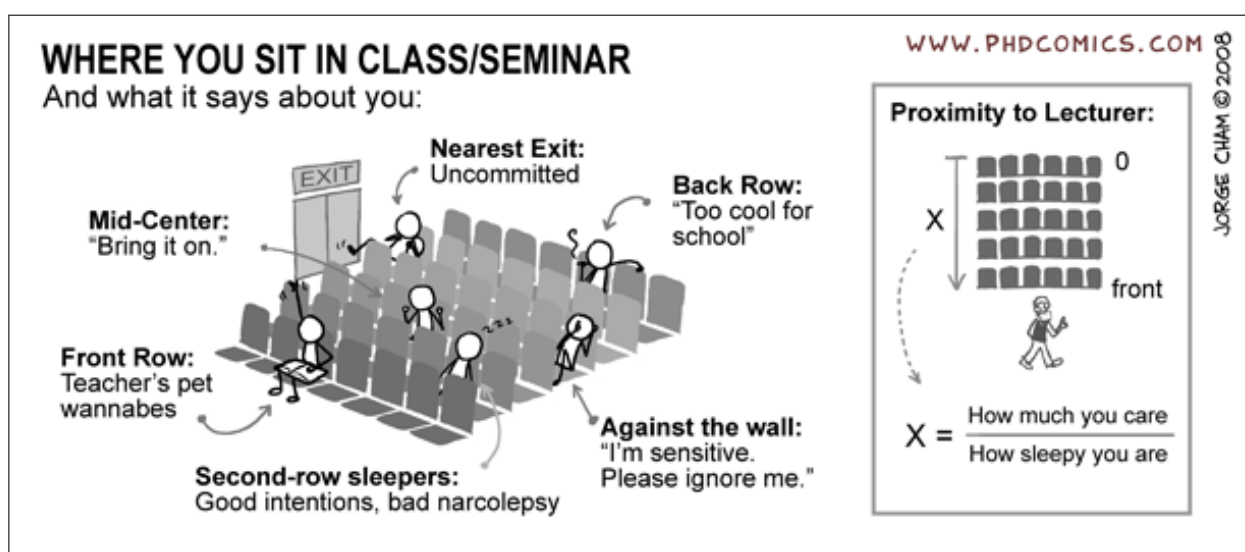 WHERE YOU SIT IN CLASS/SEMINAR
And what it says about you:
WWW.PHDCOMICS.COM
JORGE CHAM © 2008
EXIT
Nearest Exit:
Uncommitted
Back Row:
“Too cool for
school”
Mid-Center:
“Bring it on.”
zzz
Front Row:
Teacher's pet
wannabes
Second-row sleepers:
Good intentions, bad narcolepsy
Against the wall:
“I'm sensitive.
Please ignore me.”
Proximity to Lecturer:
0
X
front
X = How much you care
How sleepy you are